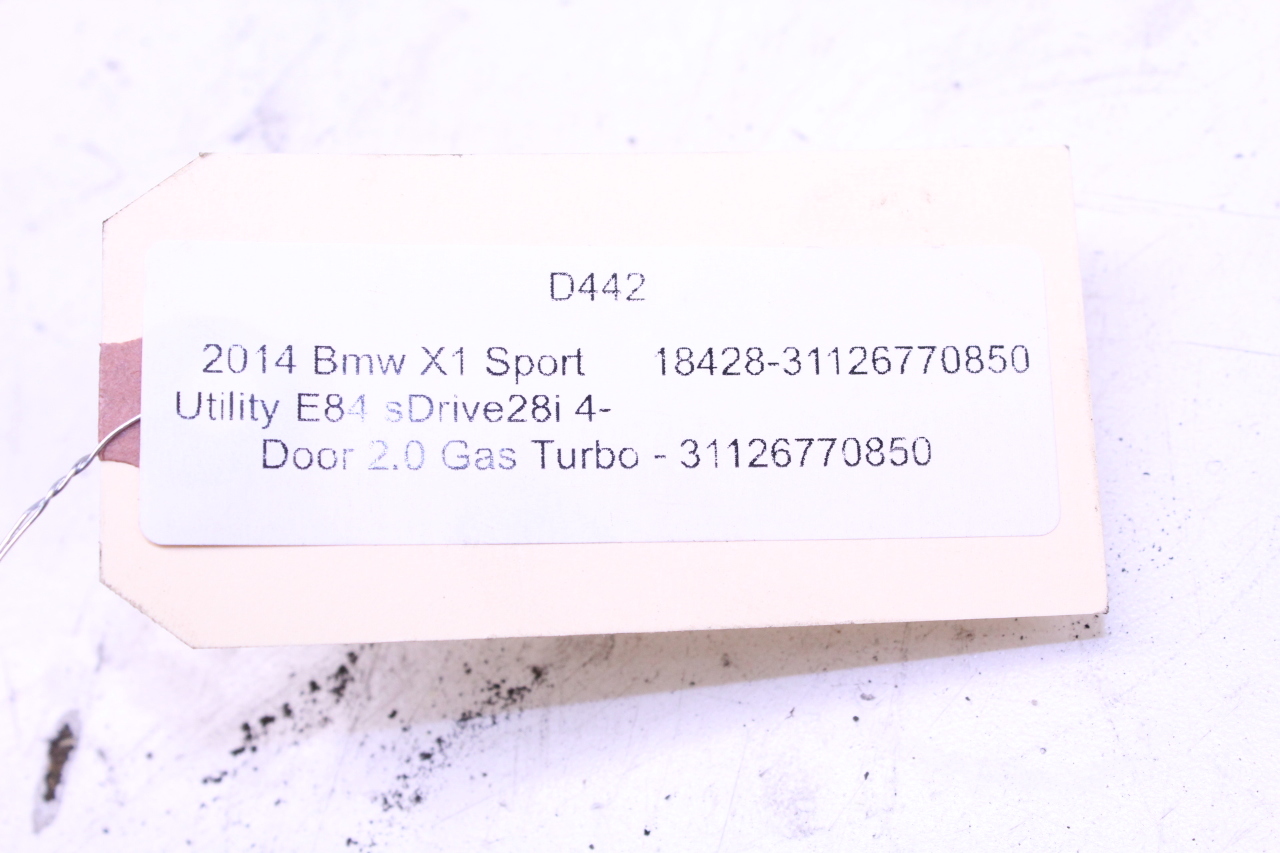 D442
2014 Bmw X1 Sport 18428-31126770850
Utility E84 sDrive28i 4-
Door 2.0 Gas Turbo - 31126770850